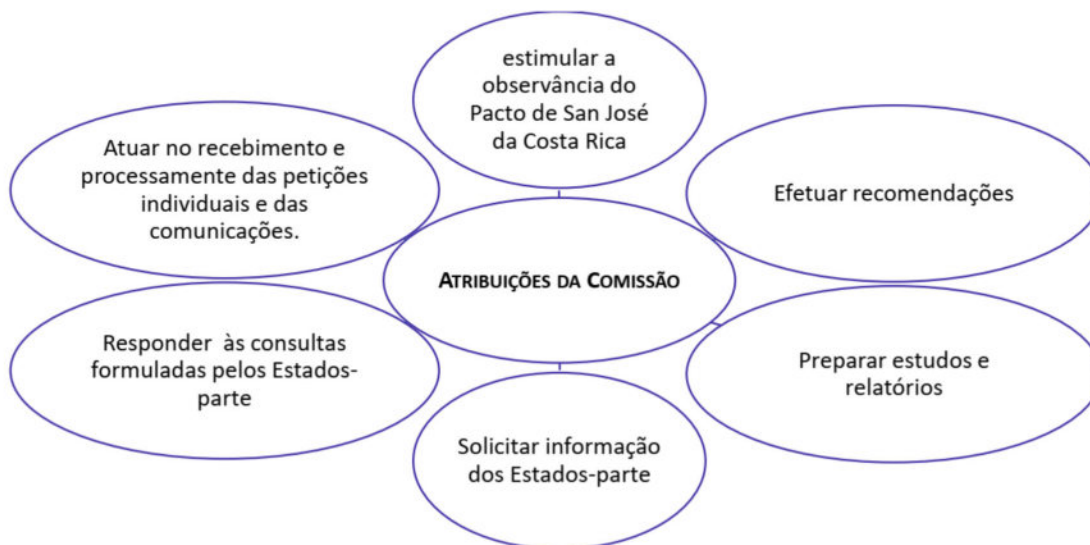 estimular a
observância do
Pacto de San José
da Costa Rica
Atuar no recebimento e
processamente das petições
individuais e das
comunicações.
Efetuar recomendações
ATRIBUIÇÕES DA COMISSÃO
Responder às consultas
formuladas pelos Estados-
parte
Preparar estudos e
relatórios
Solicitar informação
dos Estados-parte